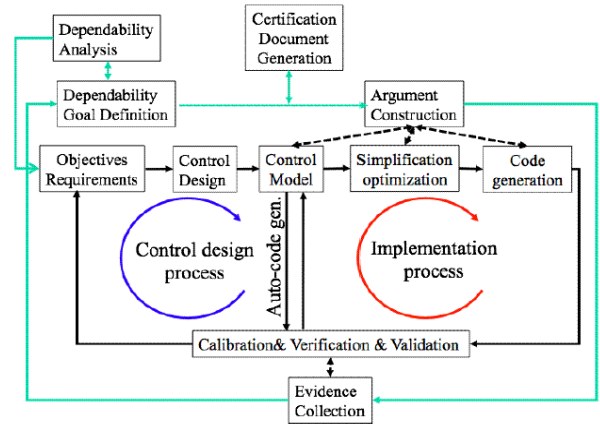 Dependability
Analysis
Certification
Document
Generation
Dependability
Goal Definition
Argument
Construction
Objectives
Requirements
Control
Design
Control
Model
Simplification
optimization
Code
generation
Control design
process
Auto-code gen.
Implementation
process
Calibration& Verification & Validation
Evidence
Collection